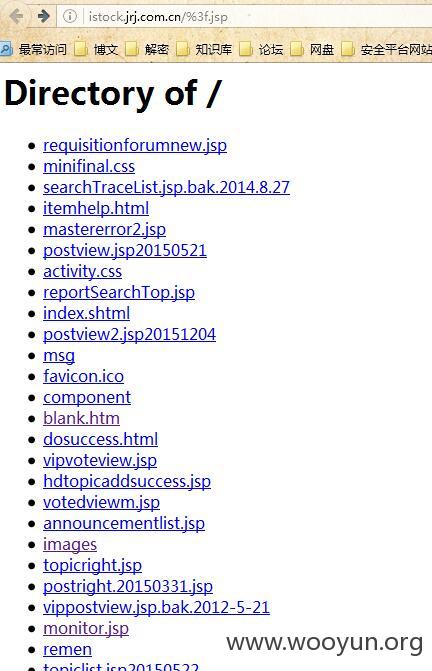 istock.jrj.com.cn/%3f.jsp
最常访问 博文 解密 知识库 论坛 网盘 安全平台网站
Directory of /
requisitionforumnew.jsp
minifinal.css
searchTraceList.jsp.bak.2014.8.27
itemhelp.html
mastererror2.jsp
postview.jsp20150521
activity.css
reportSearchTop.jsp
index.shtml
postview2.jsp20151204
msg
favicon.ico
component
blank.htm
dosuccess.html
vipvoteview.jsp
hdtopicaddsuccess.jsp
votedviewm.jsp
announcementlist.jsp
images
topicright.jsp
postright.20150331.jsp
vippostview.jsp.bak.2012-5-21
monitor.jsp
remen
topiclist.jsp20150522
www.wooyun.org